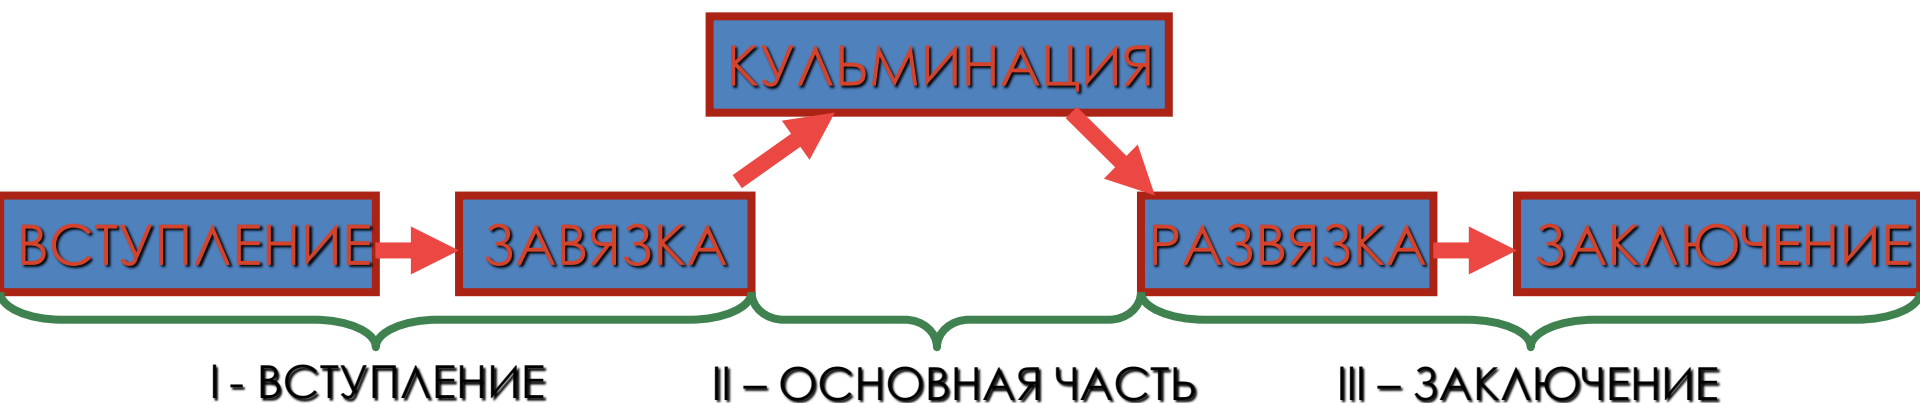 КУЛЬМИНАЦИЯ
ВСТУПЛЕНИЕ
ЗАВЯЗКА
РАЗВЯЗКА
ЗАКЛЮЧЕНИЕ
I - ВСТУПЛЕНИЕ
II – ОСНОВНАЯ ЧАСТЬ
III – ЗАКЛЮЧЕНИЕ